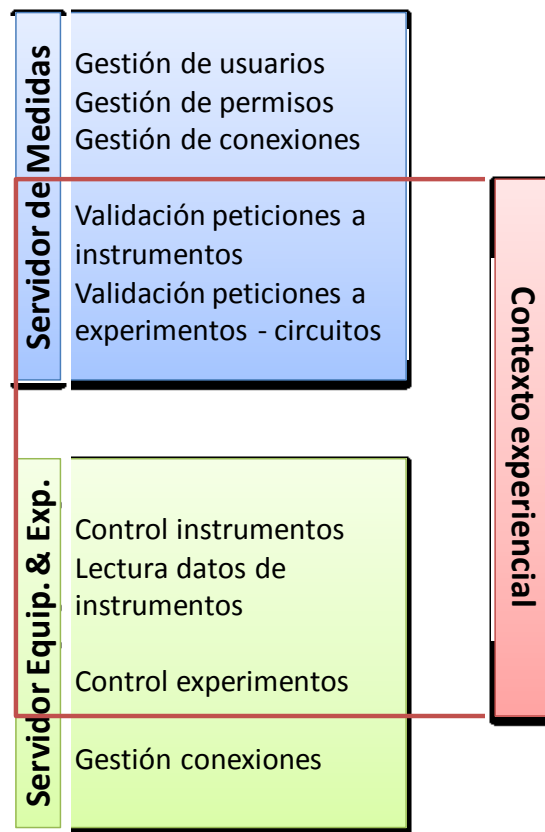 Servidor de Medidas
Gestión de usuarios
Gestión de permisos
Gestión de conexiones
Validación peticiones a
instrumentos
Validación peticiones a
experimentos - circuitos
Contexto experiencial
Servidor Equip. & Exp.
Control instrumentos
Lectura datos de
instrumentos
Control experimentos
Gestión conexiones